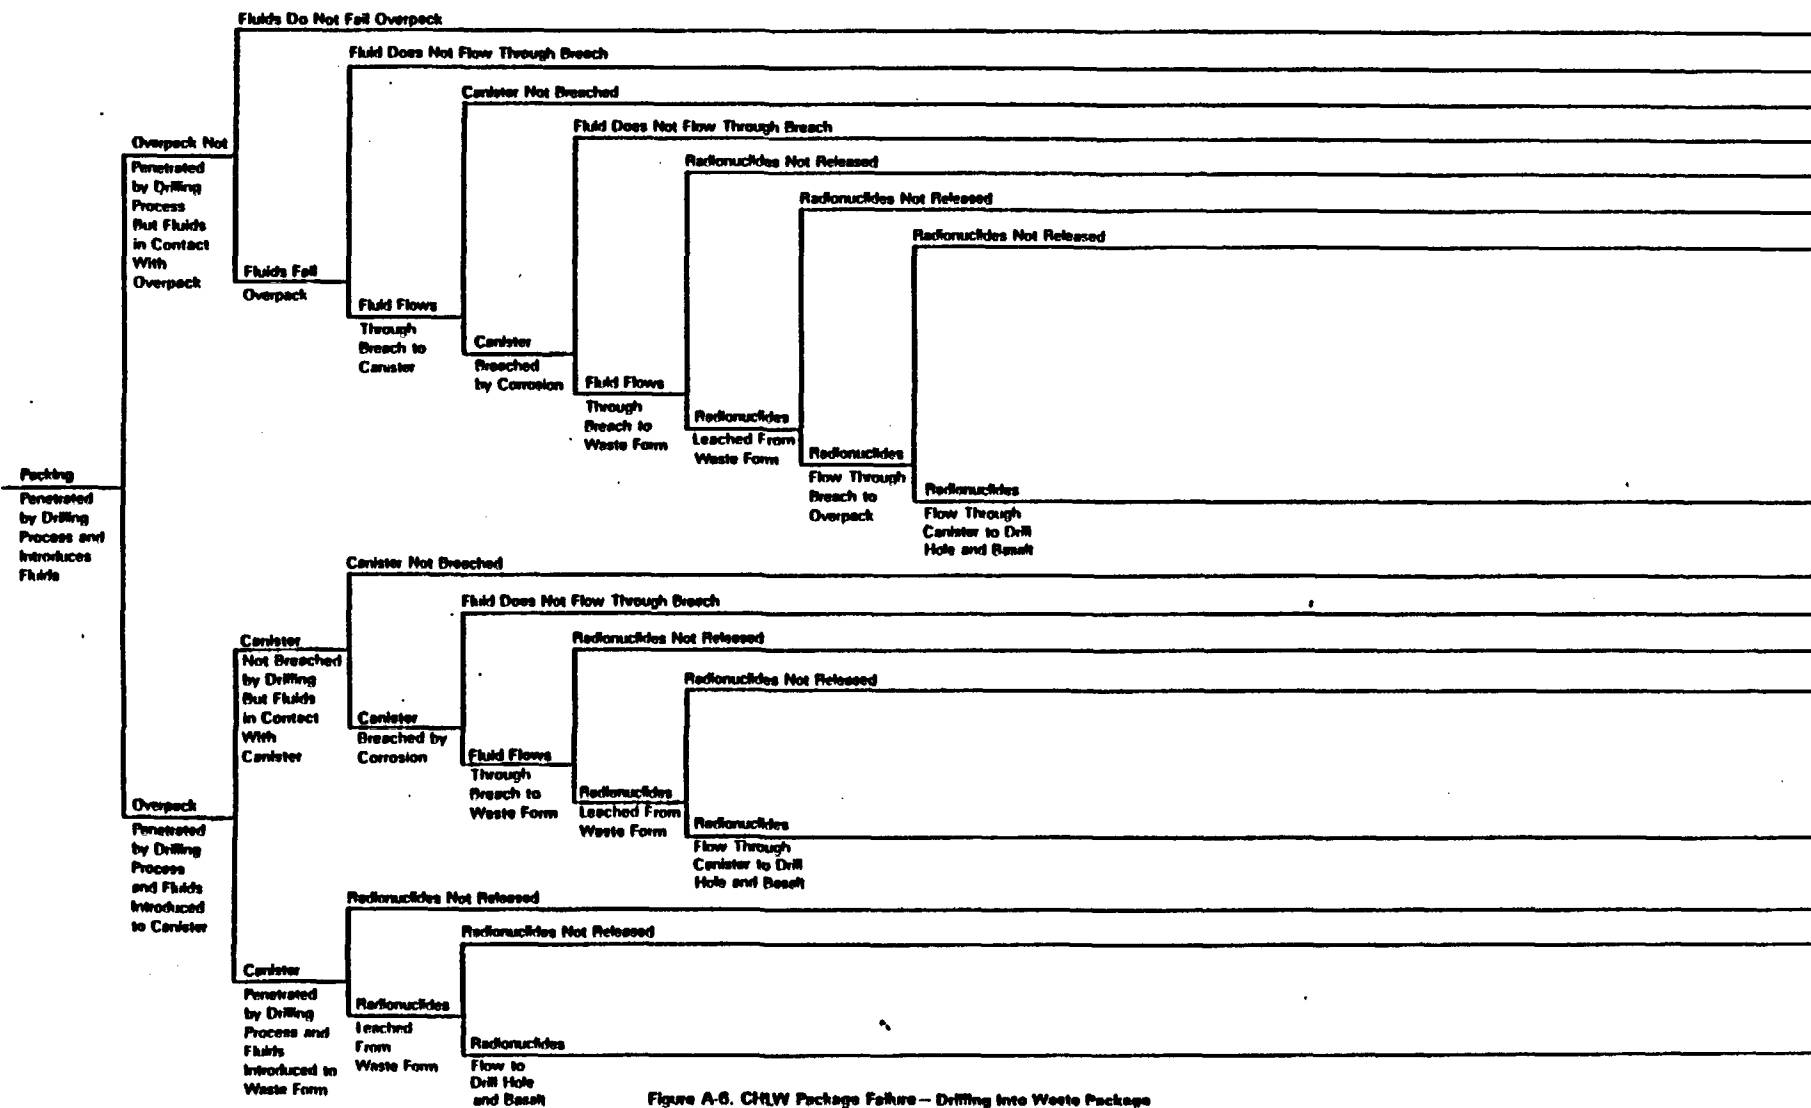 Fluids Do Not Fail Overpack
Fluid Does Not Flow Through Breach
Canister Not Breached
Fluid Does Not Flow Through Breach
Radionuclides Not Released
Radionuclides Not Released
Radionuclides Not Released
Overpack Not
Penetrated
by Drilling
Process
But Fluids
in Contact
With
Overpack
Fluids Fail
Overpack
Fluid Flows
Through
Breach to
Canister
Canister
Breached
by Corrosion
Fluid Flows
Through
Breach to
Waste Form
Radionuclides
Leached From
Waste Form
Radionuclides
Flow Through
Breach to
Overpack
Radionuclides
Flow Through
Canister to Drill
Hole and Basalt
Packing
Penetrated
by Drilling
Process and
Introduces
Fluids
Canister Not Breached
Fluid Does Not Flow Through Breach
Radionuclides Not Released
Radionuclides Not Released
Canister
Not Breached
by Drilling
But Fluids
in Contact
With
Canister
Canister
Breached by
Corrosion
Fluid Flows
Through
Breach to
Waste Form
Radionuclides
Leached From
Waste Form
Radionuclides
Flow Through
Canister to Drill
Hole and Basalt
Overpack
Penetrated
by Drilling
Process
and Fluids
Introduced
to Canister
Radionuclides Not Released
Radionuclides Not Released
Canister
Penetrated
by Drilling
Process and
Fluids
Introduced to
Waste Form
Radionuclides
Leached
From
Waste Form
Radionuclides
Flow to
Drill Hole
and Basalt
Figure A-6. CHLW Package Failure — Drilling Into Waste Package